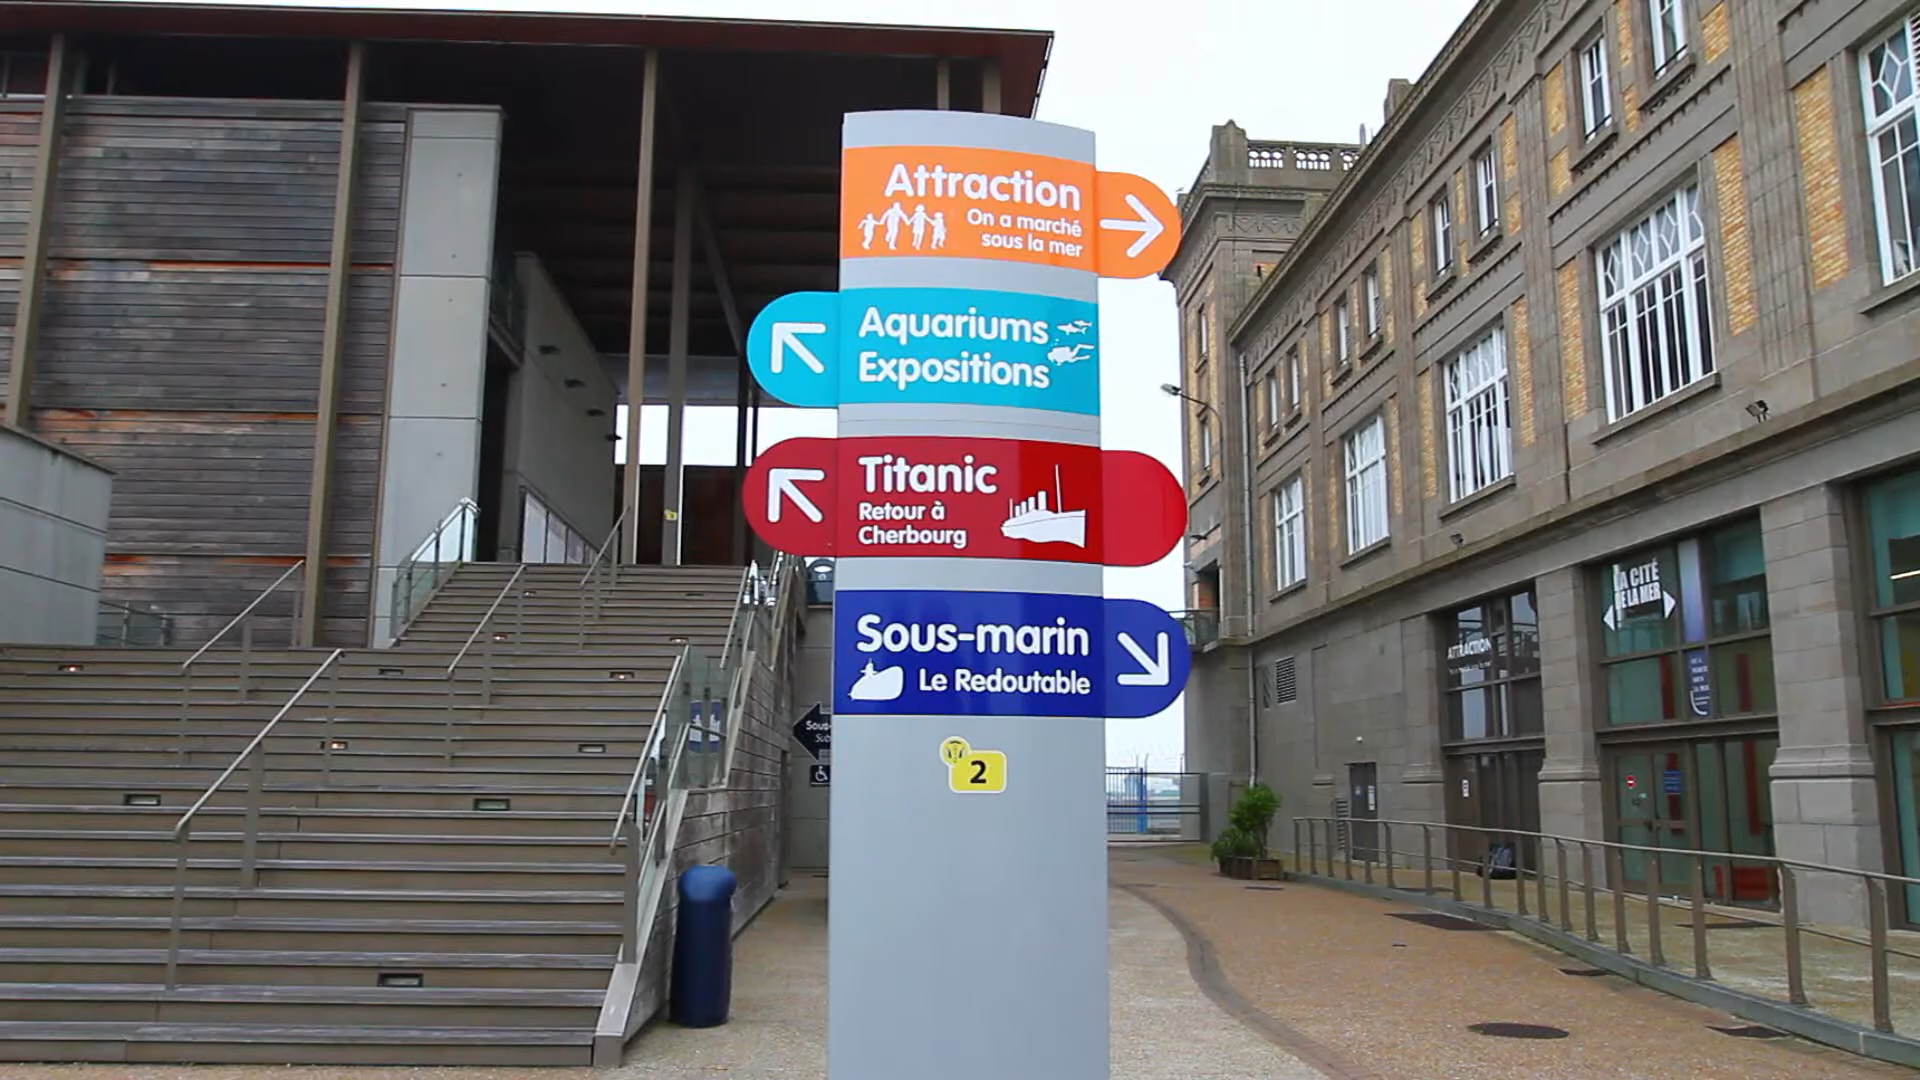 Attraction
On a marché
sous la mer
Aquariums
Expositions
Titanic
Retour à
Cherbourg
Sous-marin
Le Redoutable
2
LA CITÉ
DE LA MER
ATTRACTION